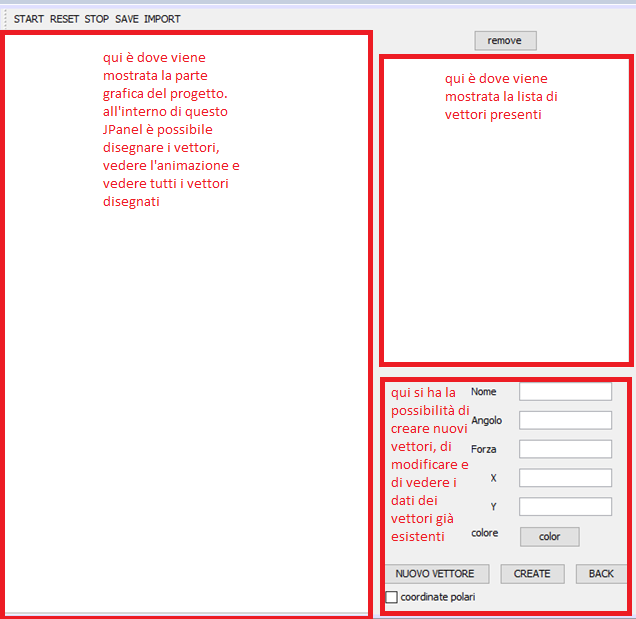 START RESET STOP SAVE IMPORT
qui è dove viene
mostrata la parte
grafica del progetto.
all'interno di questo
JPanel è possibile
disegnare i vettori,
vedere l'animazione e
vedere tutti i vettori
disegnati
remove
qui è dove viene
mostrata la lista di
vettori presenti
qui si ha la
possibilità di
creare nuovi
vettori, di
modificare e
di vedere i
dati dei
vettori già
esistenti
Nome
Angolo
Forza
X
Y
colore
color
NUOVO VETTORE
CREATE
BACK
coordinate polari